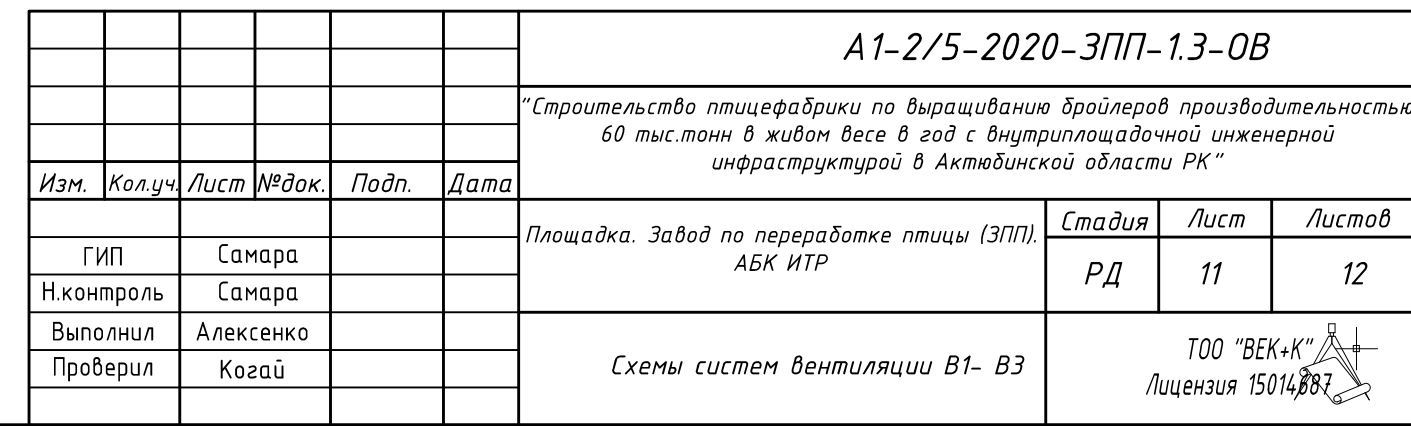 А1-2/5-2020-ЗПП-1.3-ОВ
"Строительство птицефабрики по выращиванию бройлеров производительностью
60 тыс.тонн в живом весе в год с внутриплощадочной инженерной
инфраструктурой в Актюбинской области РК"
Изм. Кол.уч. Лист №док. Подп. Дата
Площадка. Завод по переработке птицы (ЗПП).
АБК ИТР
Стадия Лист Листов
РД 11 12
ГИП Самара
Н.контроль Самара
Выполнил Алексенко
Проверил Когай
Схемы систем вентиляции В1- В3
ТОО "ВЕК+К"
Лицензия 15014687